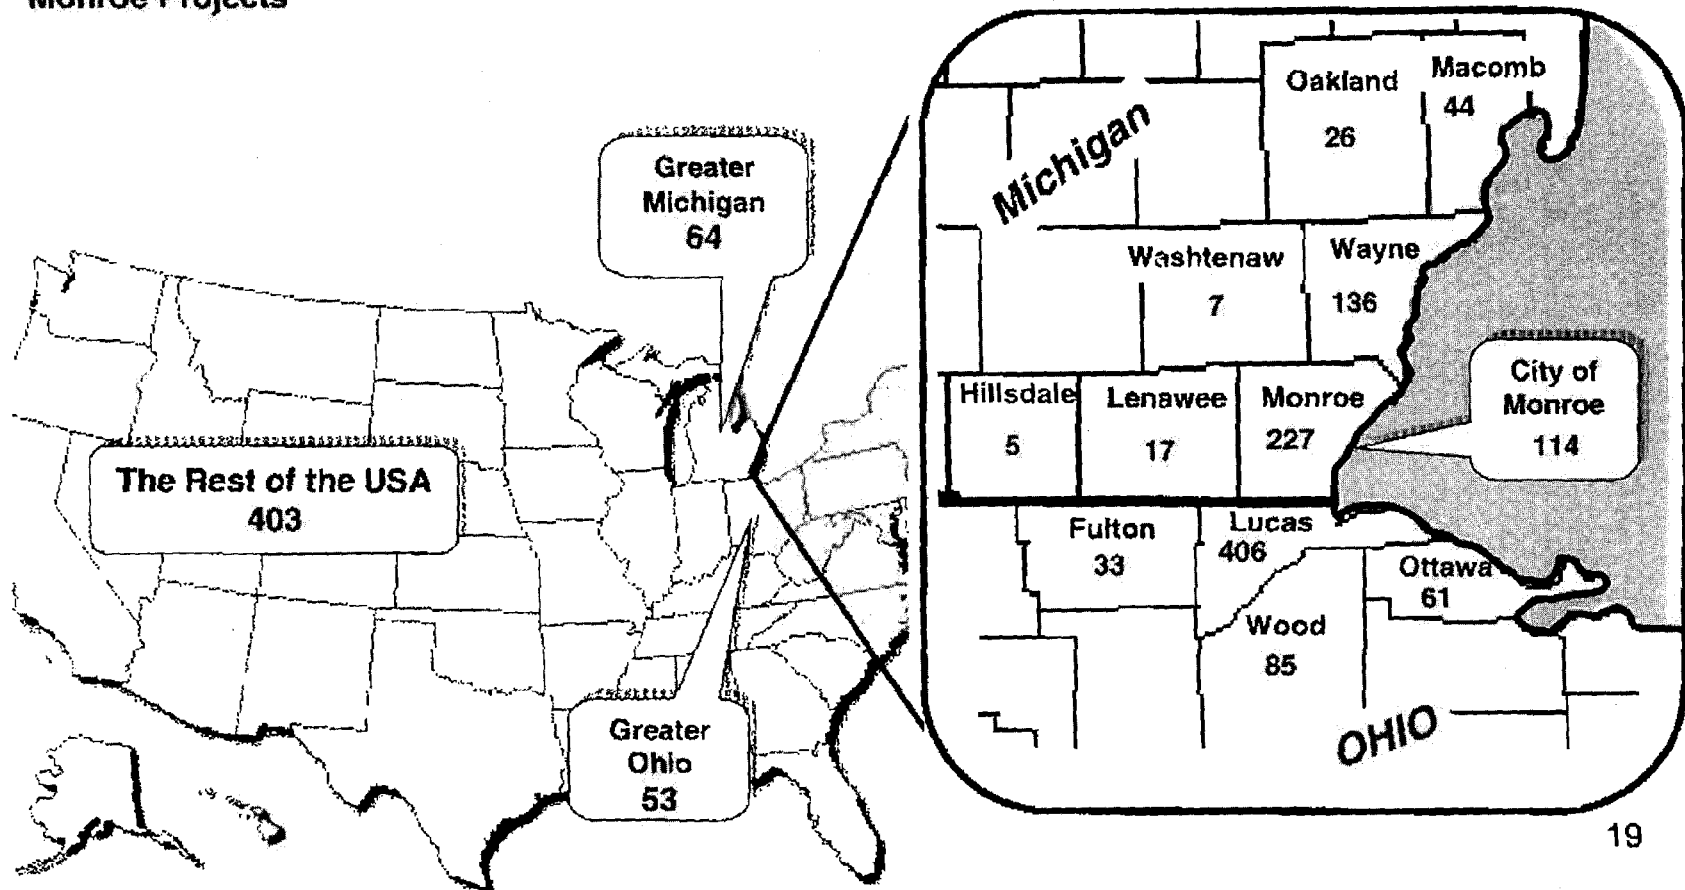 Monroe Projects
Greater
Michigan
64
The Rest of the USA
403
Greater
Ohio
53
Michigan
Oakland
26
Macomb
44
Washtenaw
7
Wayne
136
Hillsdale
5
Lenawee
17
Monroe
227
City of
Monroe
114
Fulton
33
Lucas
406
Ottawa
61
Wood
85
OHIO
19